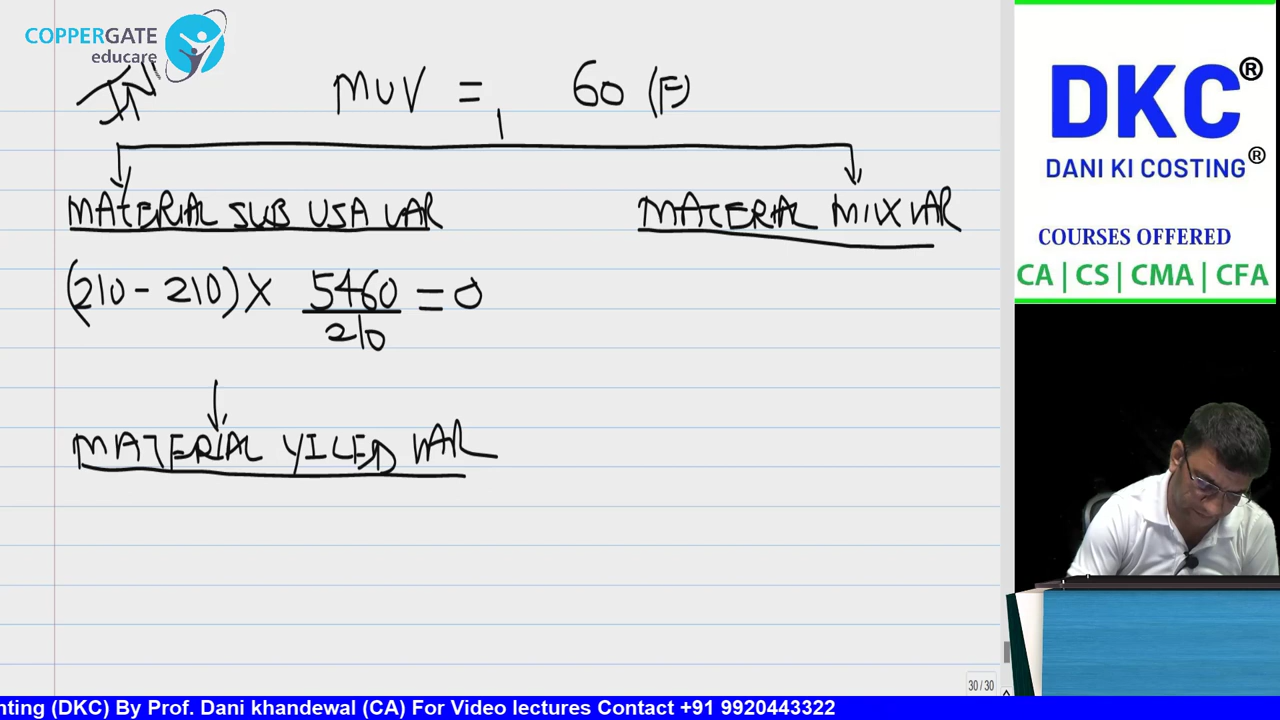 COPPERGATE
educare
IN
MUV = 60 (F)
MATERIAL SUB USA VAR
MATERIAL MIX VAR
(210 - 210) X 5460 = 0
210
MATERIAL YILED VAR
30 / 30
DKC®
DANI KI COSTING®
COURSES OFFERED
CA | CS | CMA | CFA
nting (DKC) By Prof. Dani khandewal (CA) For Video lectures Contact +91 9920443322